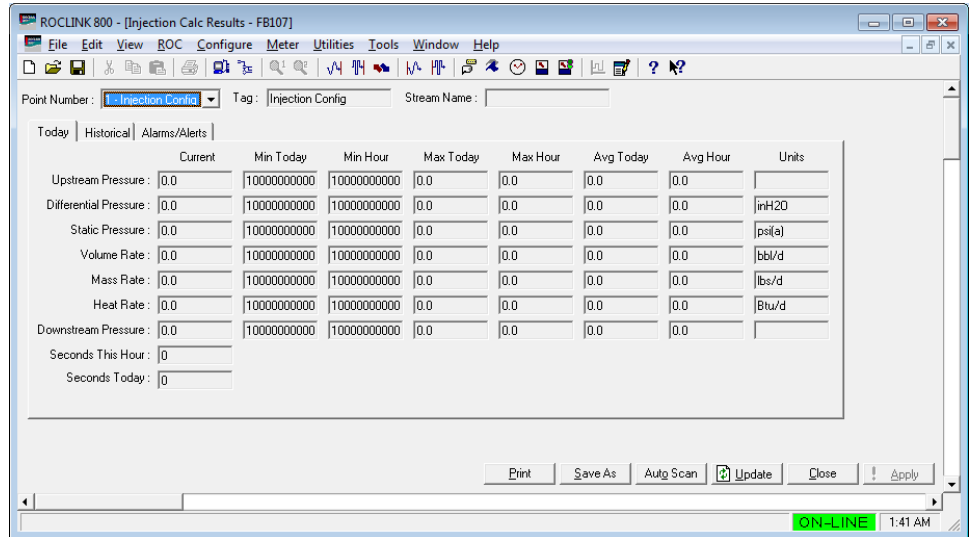 ROCLINK 800 - [Injection Calc Results - FB107]
File Edit View ROC Configure Meter Utilities Tools Window Help
Point Number : 1 - Injection Config Tag : Injection Config Stream Name :
Today Historical Alarms/Alerts
Current Min Today Min Hour Max Today Max Hour Avg Today Avg Hour Units
Upstream Pressure : 0.0 10000000000 10000000000 0.0 0.0 0.0 0.0
Differential Pressure : 0.0 10000000000 10000000000 0.0 0.0 0.0 0.0 inH2O
Static Pressure : 0.0 10000000000 10000000000 0.0 0.0 0.0 0.0 psi(a)
Volume Rate : 0.0 10000000000 10000000000 0.0 0.0 0.0 0.0 bbl/d
Mass Rate : 0.0 10000000000 10000000000 0.0 0.0 0.0 0.0 lbs/d
Heat Rate : 0.0 10000000000 10000000000 0.0 0.0 0.0 0.0 Btu/d
Downstream Pressure : 0.0 10000000000 10000000000 0.0 0.0 0.0 0.0
Seconds This Hour : 0
Seconds Today : 0
Print Save As Auto Scan Update Close ! Apply
ON-LINE 1:41 AM